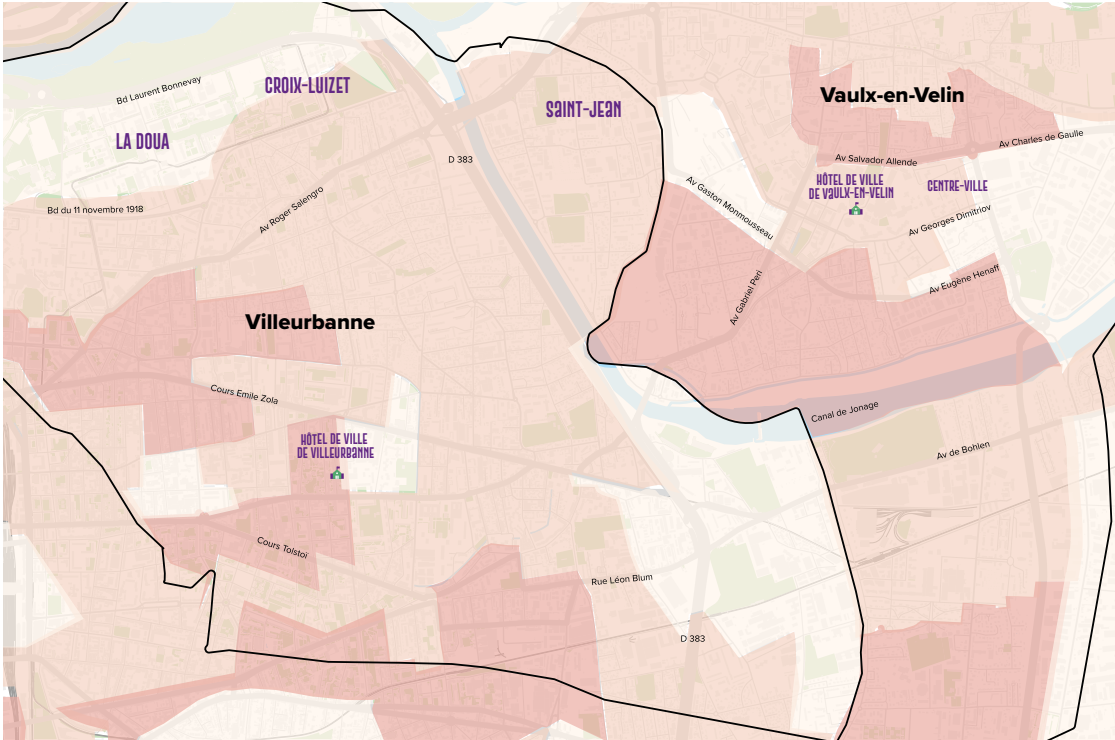 Bd Laurent Bonnevay
CROIX-LUIZET
LA DOUA
SAINT-JEAN
Vaulx-en-Velin
Av Charles de Gaulle
Av Salvador Allende
D 383
HÔTEL DE VILLE
DE VAULX-EN-VELIN
CENTRE-VILLE
Av Gaston Monmousseau
Bd du 11 novembre 1918
Av Roger Salengro
Av Georges Dimitriov
Av Eugène Henaff
Av Gabriel Peri
Villeurbanne
Cours Emile Zola
Canal de Jonage
HÔTEL DE VILLE
DE VILLEURBANNE
Av de Bohlen
Cours Tolstoï
Rue Léon Blum
D 383